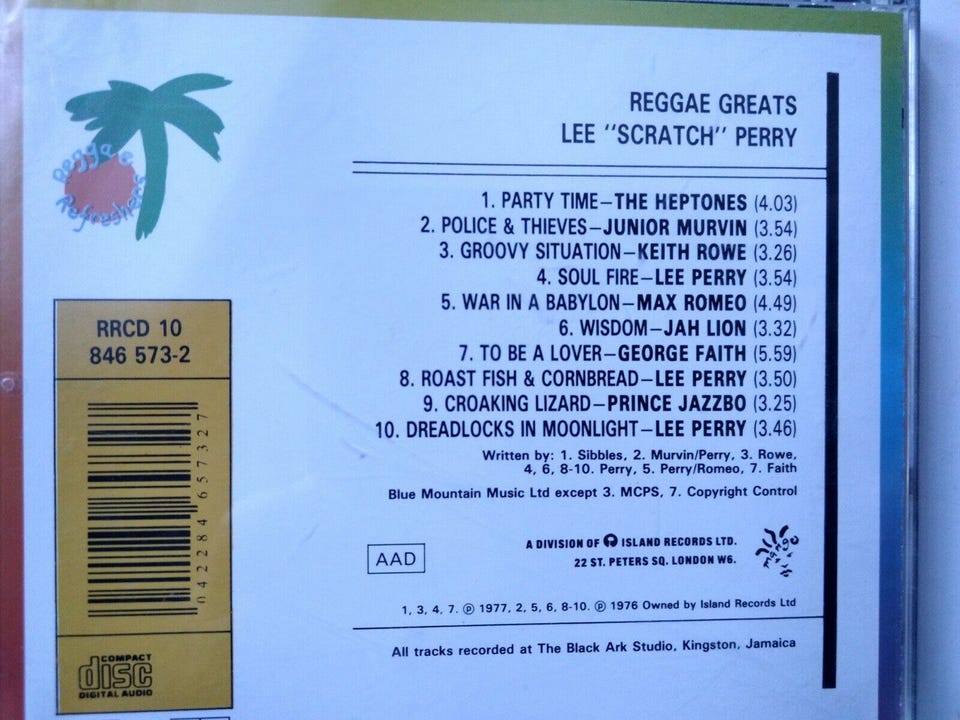 REGGAE GREATS
LEE "SCRATCH" PERRY
Reggae
Refreshers
1. PARTY TIME—THE HEPTONES (4.03)
2. POLICE & THIEVES—JUNIOR MURVIN (3.54)
3. GROOVY SITUATION—KEITH ROWE (3.26)
4. SOUL FIRE—LEE PERRY (3.54)
5. WAR IN A BABYLON—MAX ROMEO (4.49)
6. WISDOM—JAH LION (3.32)
7. TO BE A LOVER—GEORGE FAITH (5.59)
8. ROAST FISH & CORNBREAD—LEE PERRY (3.50)
9. CROAKING LIZARD—PRINCE JAZZBO (3.25)
10. DREADLOCKS IN MOONLIGHT—LEE PERRY (3.46)
Written by: 1. Sibbles, 2. Murvin/Perry, 3. Rowe,
4, 6, 8-10. Perry, 5. Perry/Romeo, 7. Faith
Blue Mountain Music Ltd except 3. MCPS, 7. Copyright Control
A DIVISION OF ISLAND RECORDS LTD.
22 ST. PETERS SQ. LONDON W6.
mango
AAD
1, 3, 4, 7. ℗ 1977, 2, 5, 6, 8-10. ℗ 1976 Owned by Island Records Ltd
All tracks recorded at The Black Ark Studio, Kingston, Jamaica
RRCD 10
846 573-2
042284657327
COMPACT
disc
DIGITAL AUDIO